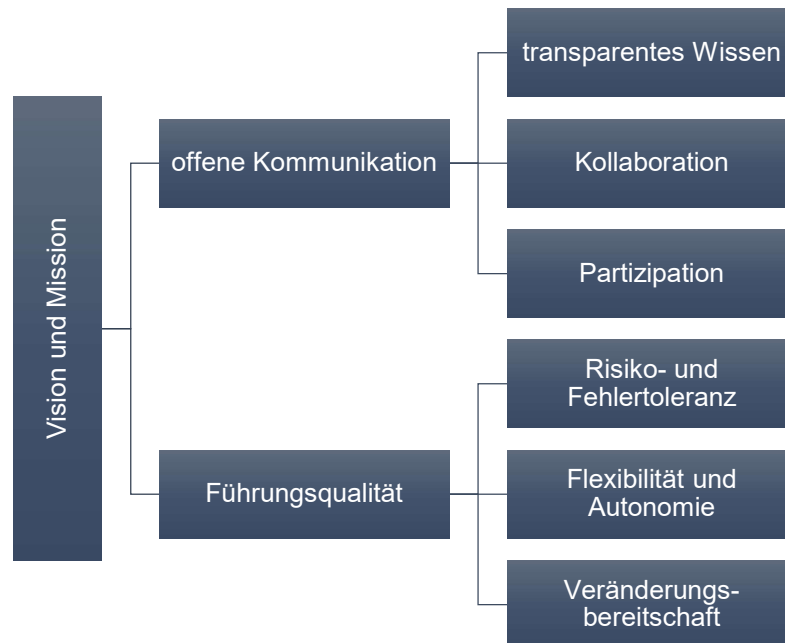 Vision und Mission
offene Kommunikation
transparentes Wissen
Kollaboration
Partizipation
Führungsqualität
Risiko- und
Fehlertoleranz
Flexibilität und
Autonomie
Veränderungs-
bereitschaft